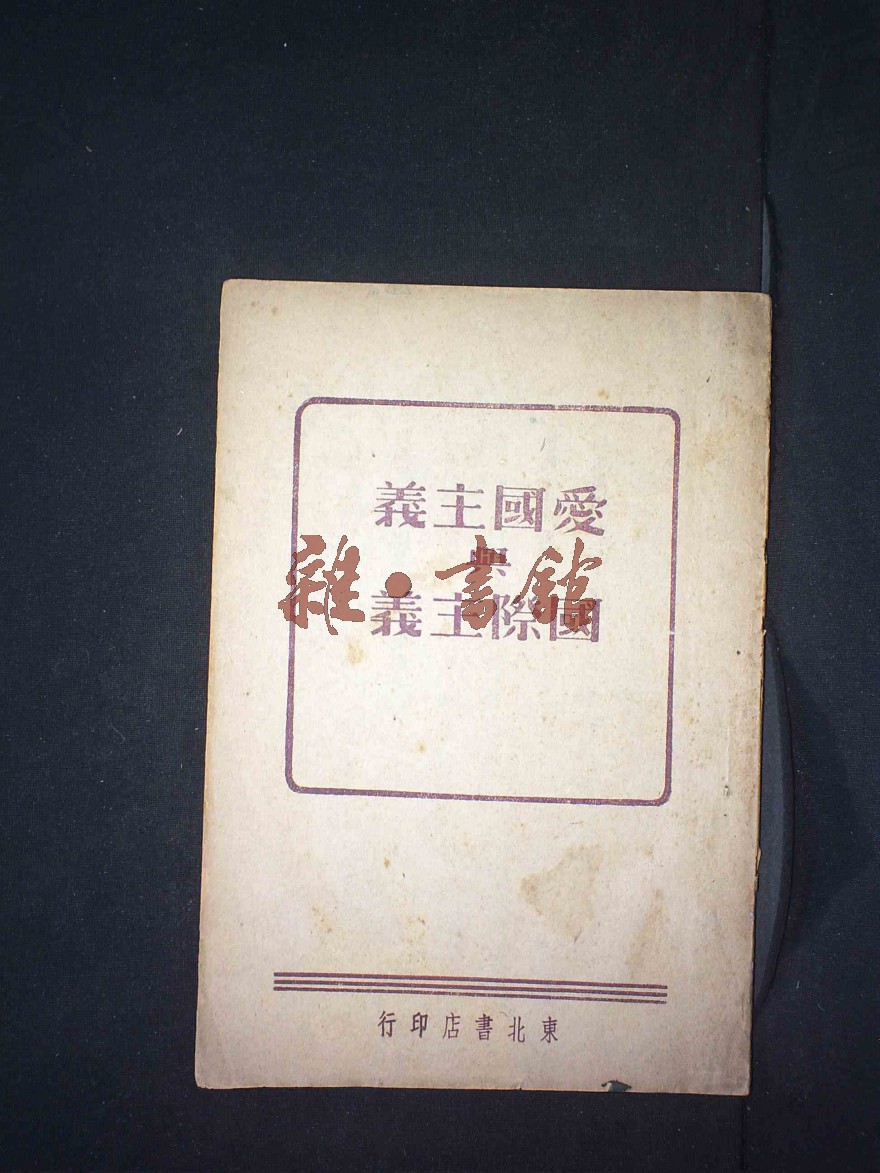 愛國主義
與
國際主義
雜·書館
東北書店印行